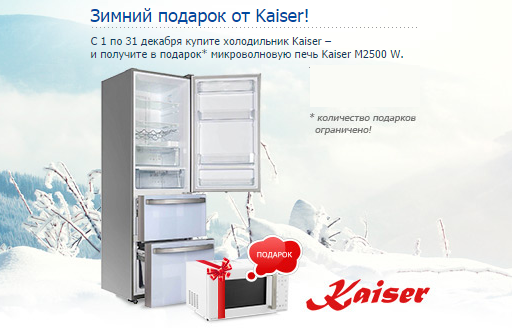 Зимний подарок от Kaiser!
С 1 по 31 декабря купите холодильник Kaiser –
и получите в подарок* микроволновую печь Kaiser M2500 W.
* количество подарков
ограничено!
ПОДАРОК
Kaiser